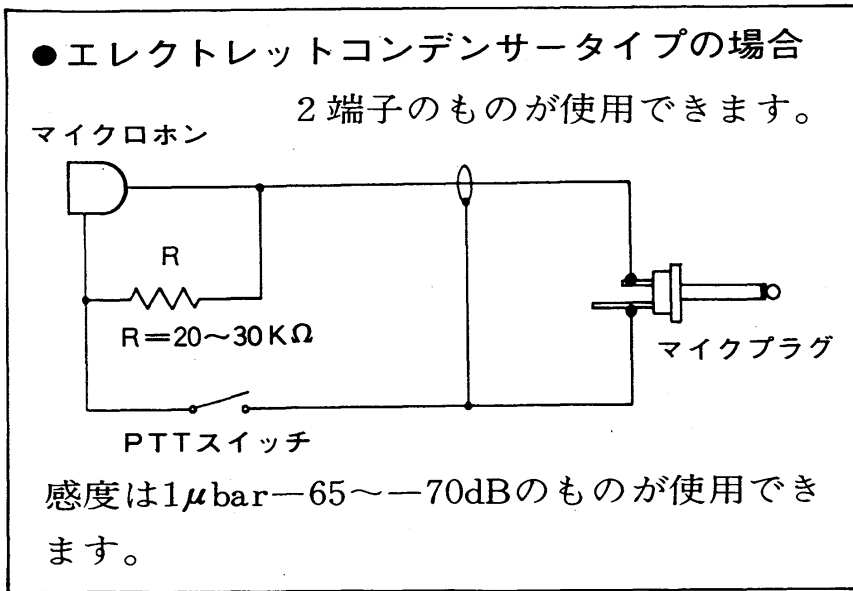 ●エレクトレットコンデンサータイプの場合
2端子のものが使用できます。
マイクロホン
R
R=20～30KΩ
マイクプラグ
PTTスイッチ
感度は1μbar−65～−70dBのものが使用でき
ます。